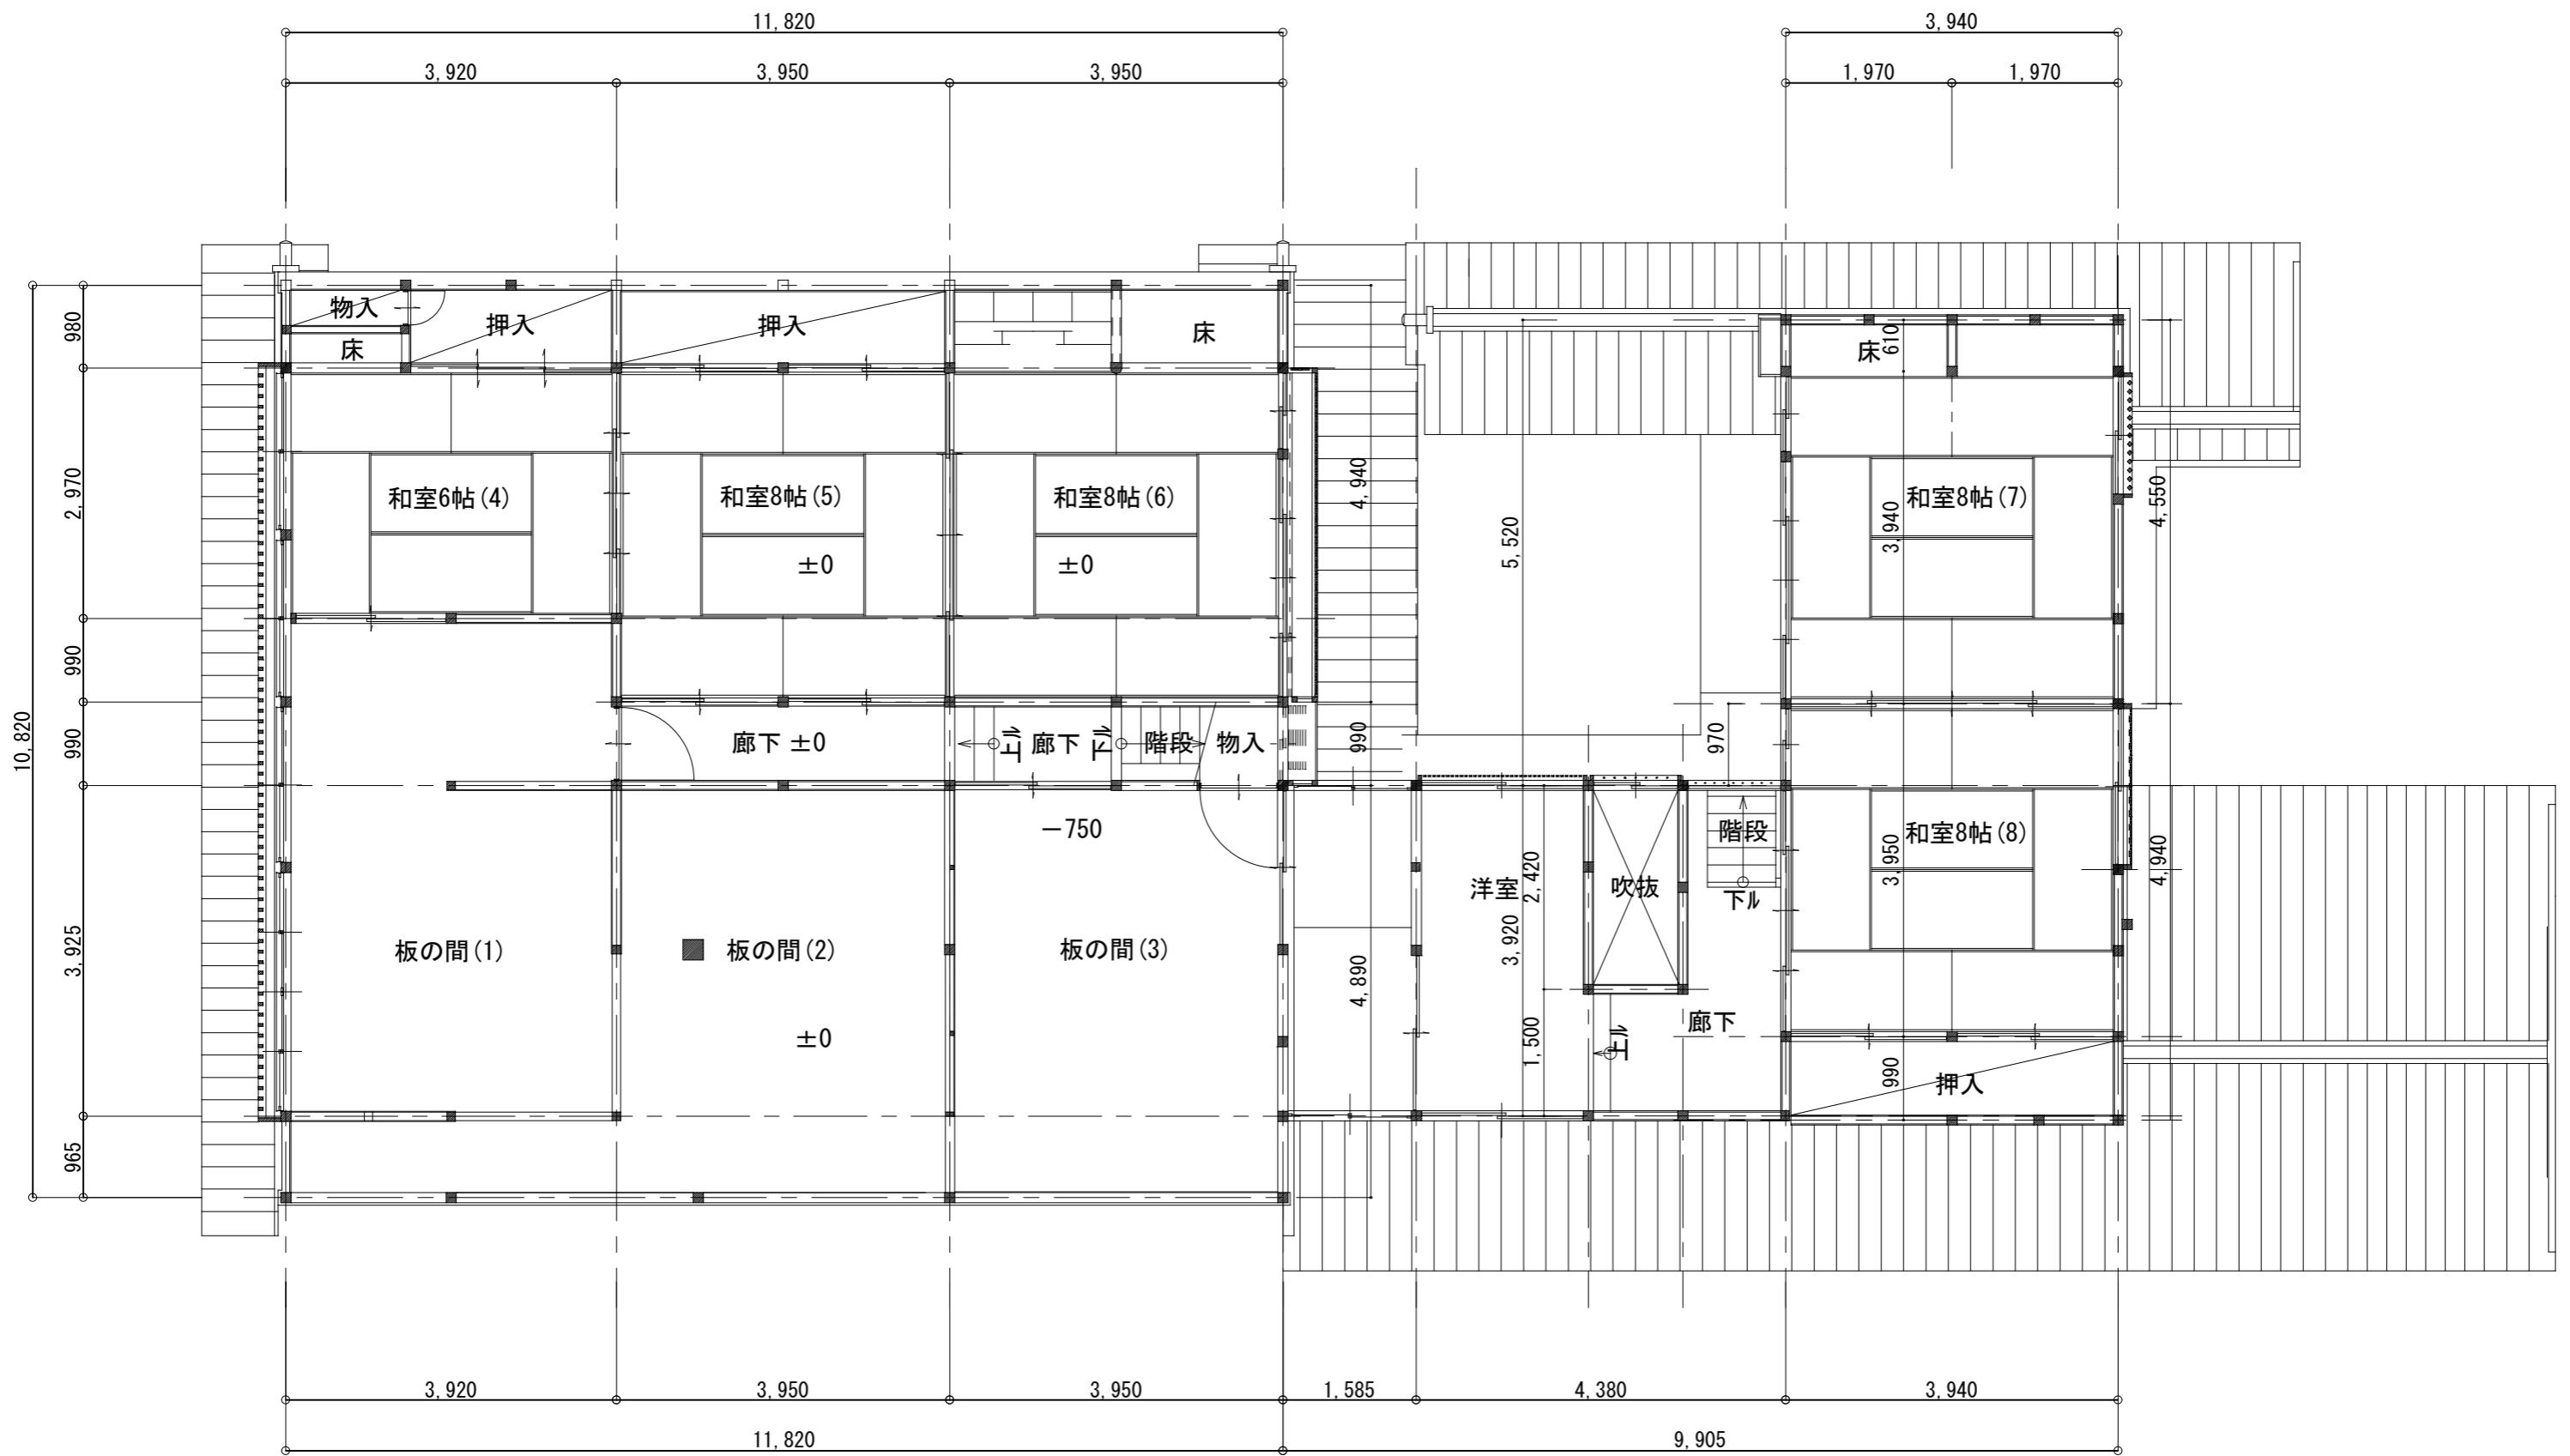 11,820
3,940
3,920
3,950
3,950
1,970
1,970
物入
押入
押入
床
床
床
610
980
和室6帖(4)
和室8帖(5)
和室8帖(6)
和室8帖(7)
2,970
4,940
5,520
3,940
4,550
±0
±0
990
990
10,820
廊下 ±0
上ル
廊下
下ル
階段
物入
990
970
−750
階段
和室8帖(8)
洋室
2,420
吹抜
下ル
3,950
4,940
3,925
板の間(1)
板の間(2)
板の間(3)
3,920
4,890
±0
1,500
上ル
廊下
990
押入
965
3,920
3,950
3,950
1,585
4,380
3,940
11,820
9,905